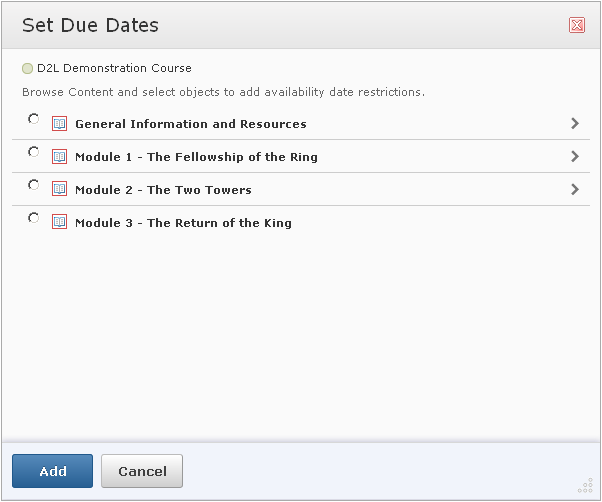 Set Due Dates
D2L Demonstration Course
Browse Content and select objects to add availability date restrictions.
General Information and Resources
Module 1 - The Fellowship of the Ring
Module 2 - The Two Towers
Module 3 - The Return of the King
Add
Cancel